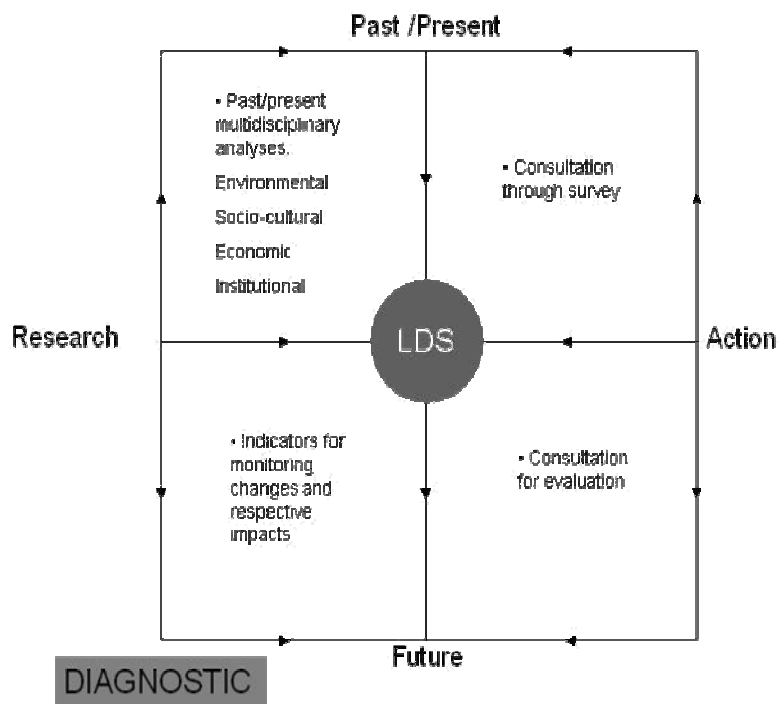 Past /Present
• Past/present
multidisciplinary
analyses.
Environmental
Socio-cultural
Economic
Institutional
• Consultation
through survey
Research
LDS
Action
• Indicators for
monitoring
changes and
respective
impacts
• Consultation
for evaluation
Future
DIAGNOSTIC